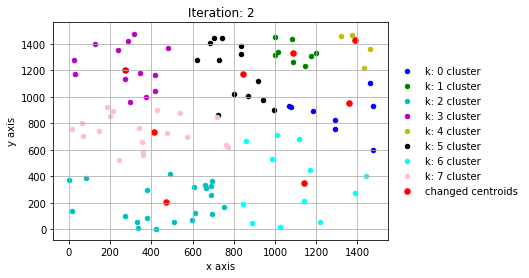 Iteration: 2
y axis
1400
1200
1000
800
600
400
200
0
0
200
400
600
800
1000
1200
1400
x axis
k: 0 cluster
k: 1 cluster
k: 2 cluster
k: 3 cluster
k: 4 cluster
k: 5 cluster
k: 6 cluster
k: 7 cluster
changed centroids